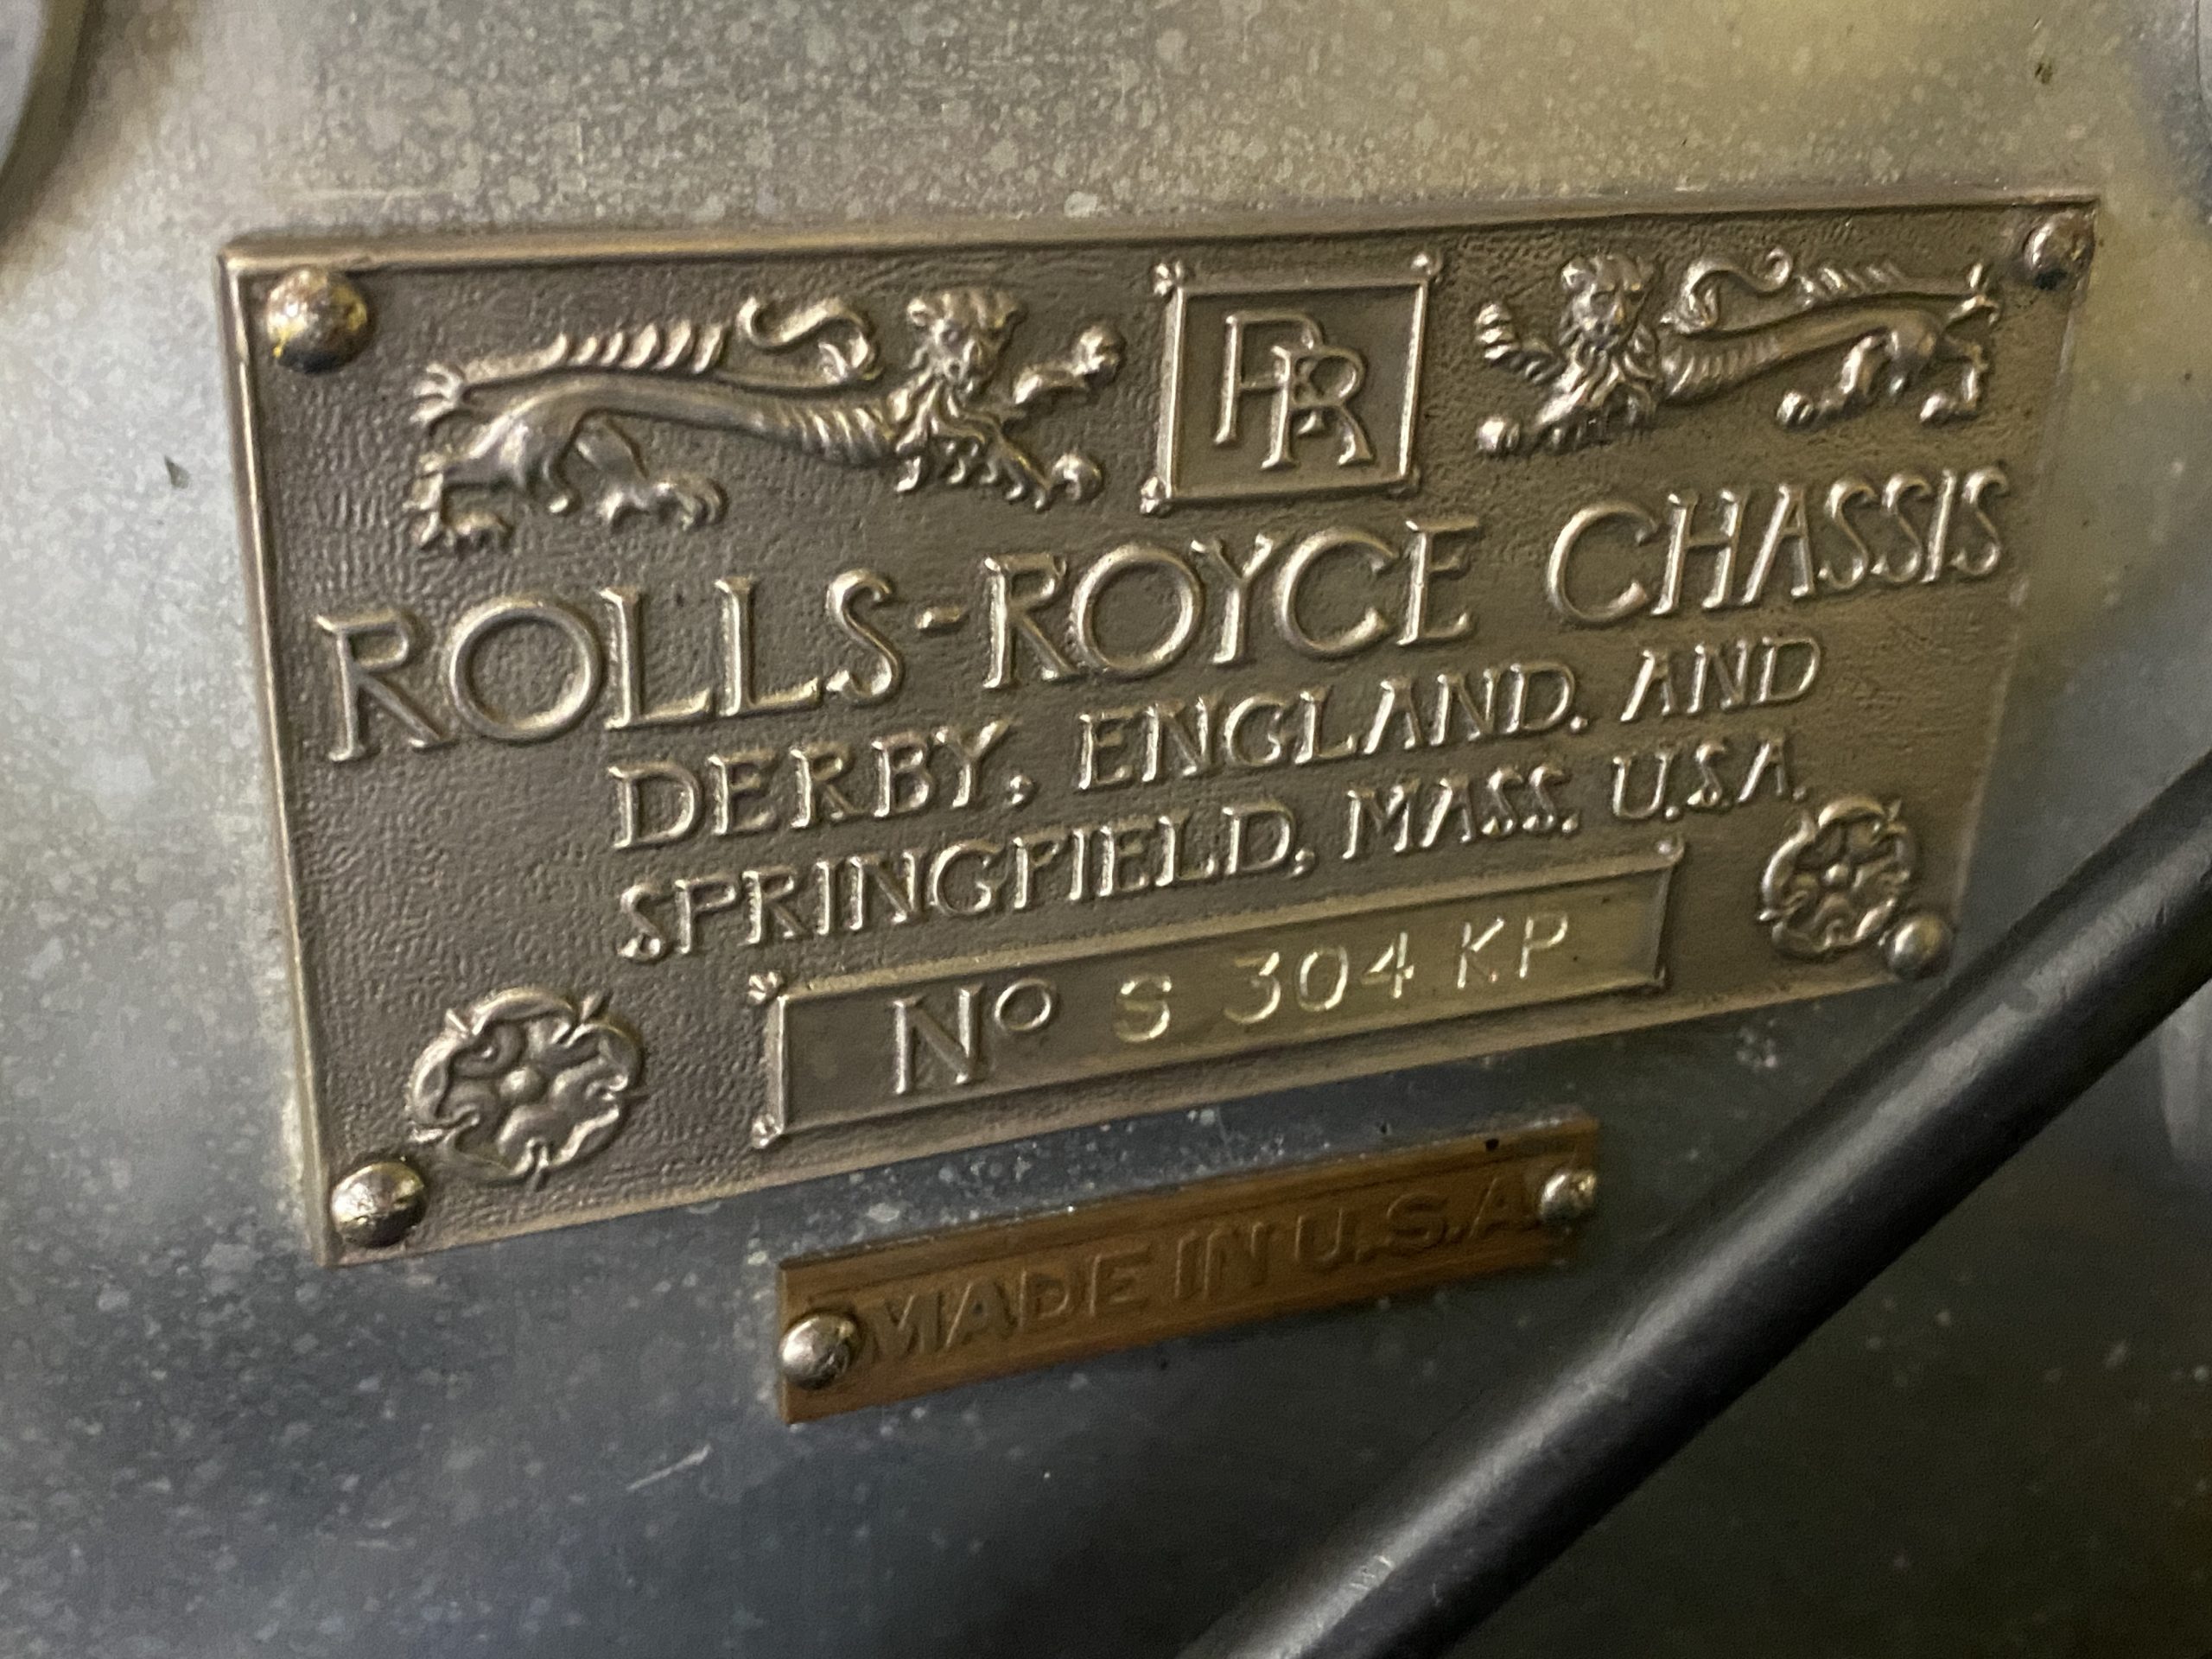 RR
ROLLS-ROYCE CHASSIS
DERBY, ENGLAND. AND
SPRINGFIELD, MASS. U.S.A.
No S 304 KP
MADE IN U.S.A